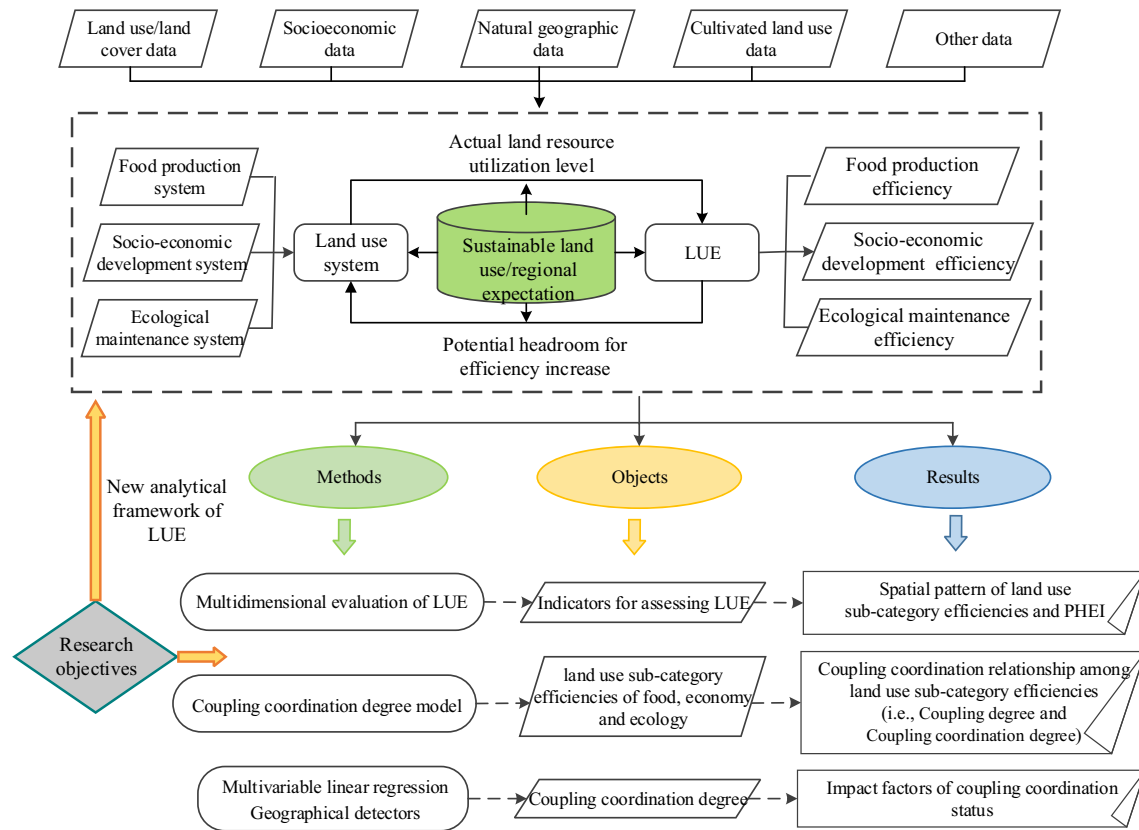 Land use/land
cover data
Socioeconomic
data
Natural geographic
data
Cultivated land use
data
Other data
Actual land resource
utilization level
Food production
system
Socio-economic
development system
Ecological
maintenance system
Land use
system
Sustainable land
use/regional
expectation
LUE
Food production
efficiency
Socio-economic
development efficiency
Ecological maintenance
efficiency
Potential headroom for
efficiency increase
New analytical
framework of
LUE
Methods
Objects
Results
Research
objectives
Multidimensional evaluation of LUE
Indicators for assessing LUE
Spatial pattern of land use
sub-category efficiencies and PHEI
Coupling coordination degree model
land use sub-category
efficiencies of food, economy
and ecology
Coupling coordination relationship among
land use sub-category efficiencies
(i.e., Coupling degree and
Coupling coordination degree)
Multivariable linear regression
Geographical detectors
Coupling coordination degree
Impact factors of coupling coordination
status